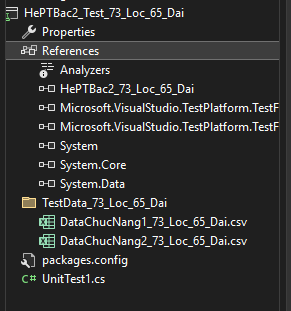 HePTBac2_Test_73_Loc_65_Dai
Properties
References
Analyzers
HePTBac2_73_Loc_65_Dai
Microsoft.VisualStudio.TestPlatform.TestF
Microsoft.VisualStudio.TestPlatform.TestF
System
System.Core
System.Data
TestData_73_Loc_65_Dai
DataChucNang1_73_Loc_65_Dai.csv
DataChucNang2_73_Loc_65_Dai.csv
packages.config
C# UnitTest1.cs